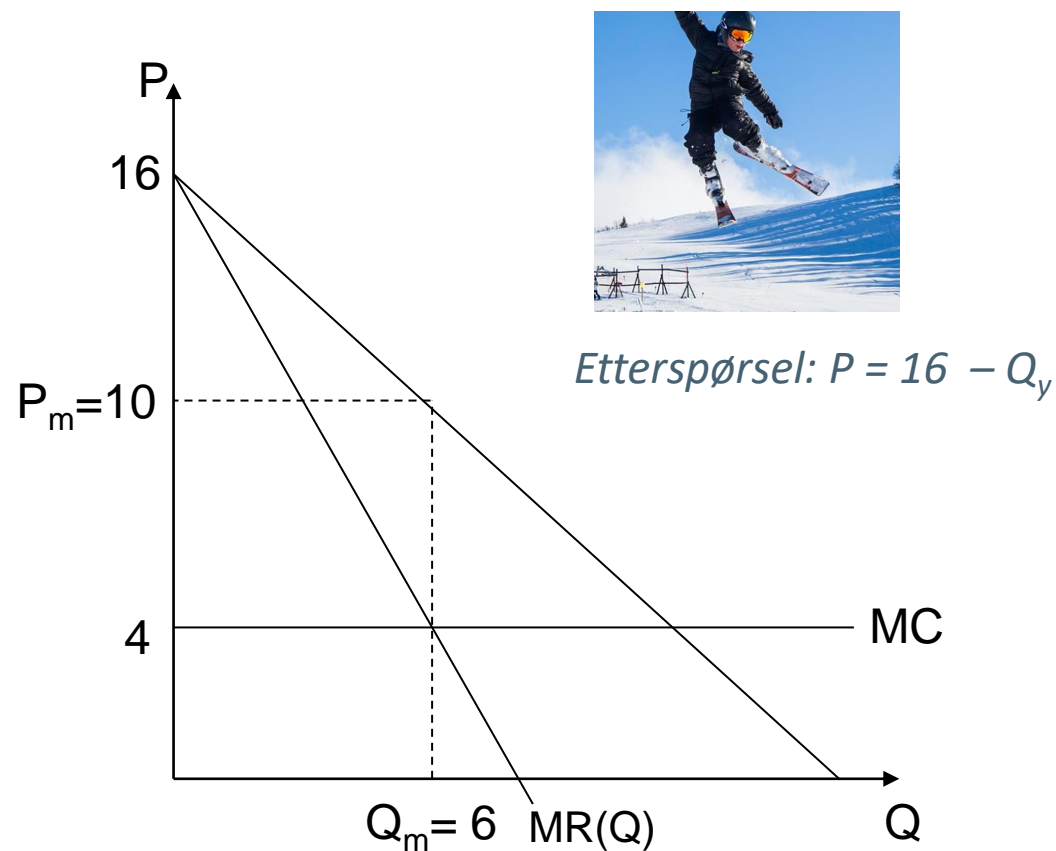 P
16
Etterspørsel: P = 16 – Qy
Pm=10
4
MC
Qm= 6 MR(Q) Q